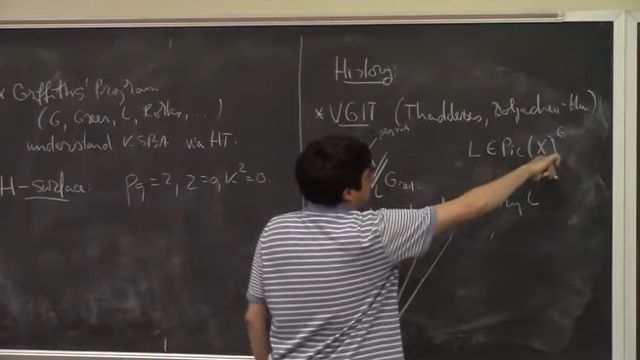 * Griffiths' Program
(G, Green, L, Robles, ...)
understand KSBA via HT.
H-surface: pg = 2, q = 0, K² = 0.
History:
* VGIT (Thaddeus, Dolgachev-Hu)
L ∈ Pic(X)^G
L